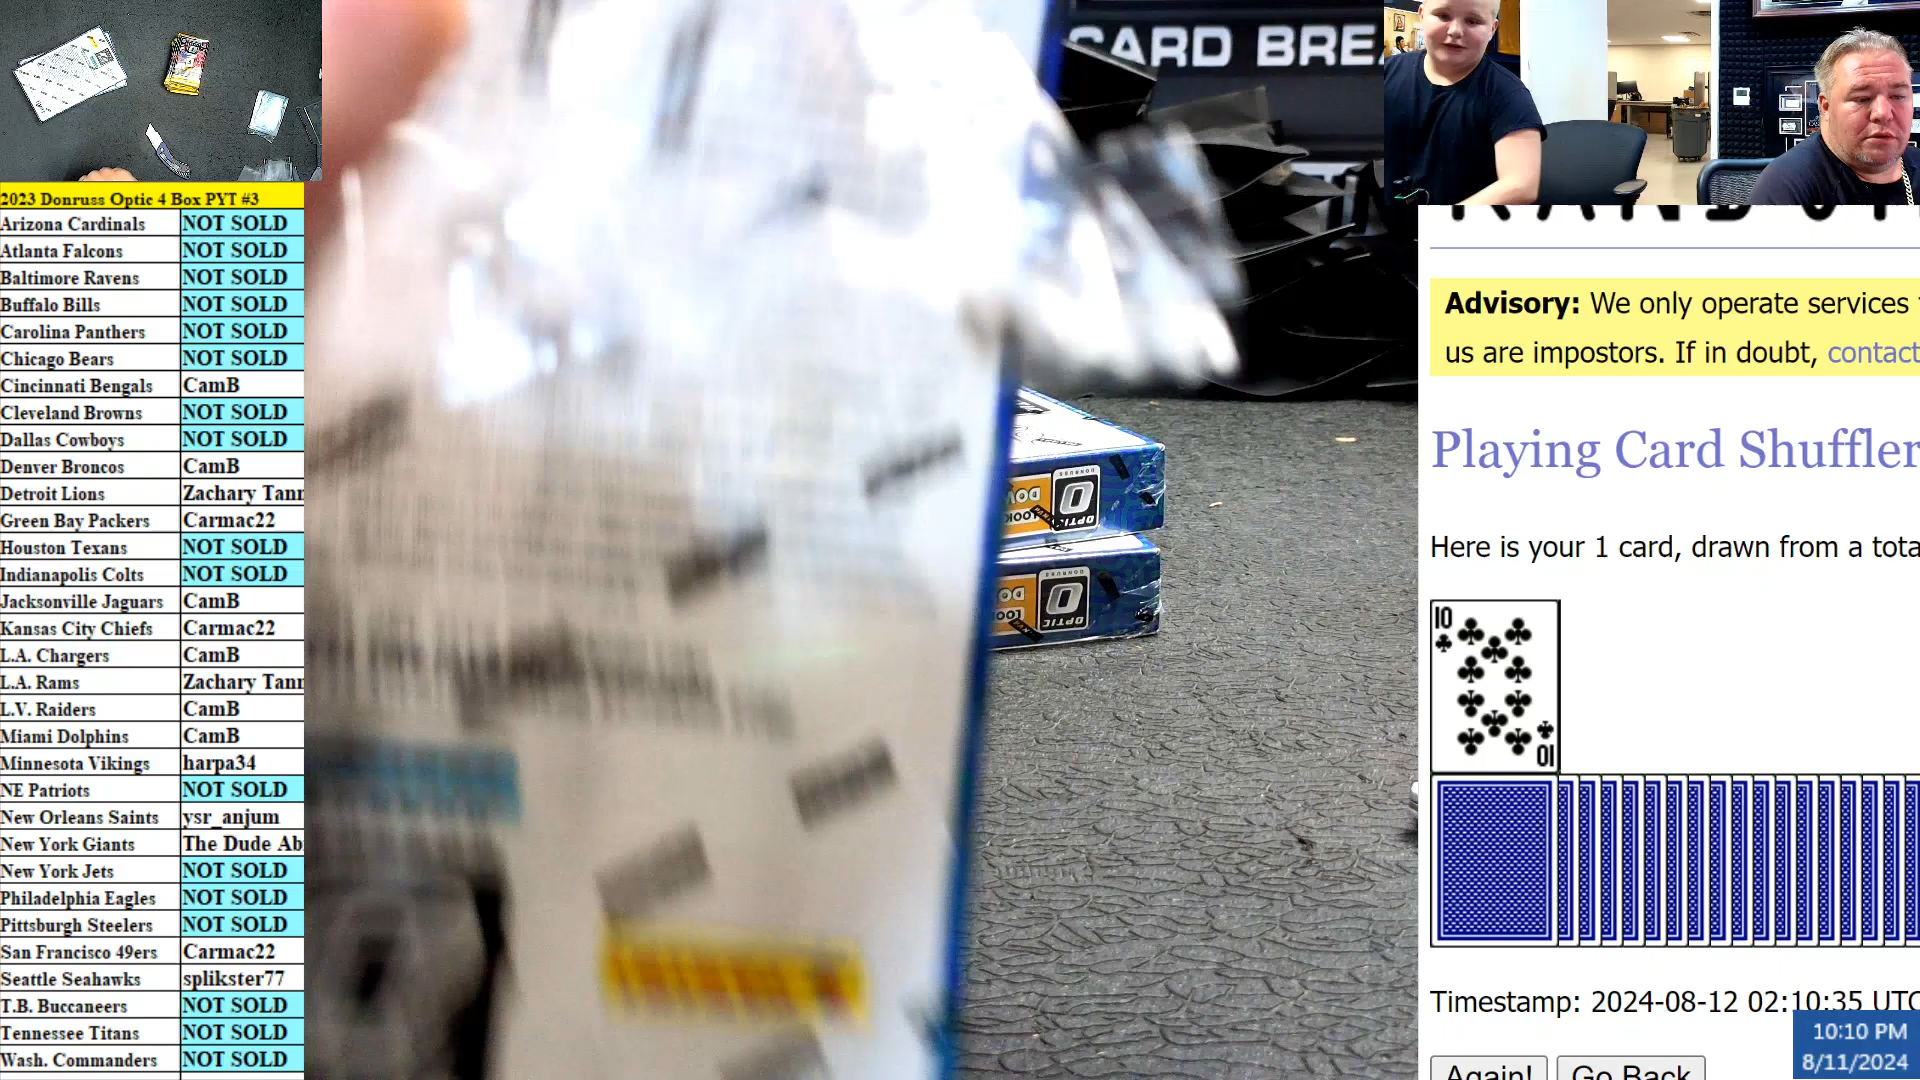 2023 Donruss Optic 4 Box PYT #3
Arizona Cardinals NOT SOLD
Atlanta Falcons NOT SOLD
Baltimore Ravens NOT SOLD
Buffalo Bills NOT SOLD
Carolina Panthers NOT SOLD
Chicago Bears NOT SOLD
Cincinnati Bengals CamB
Cleveland Browns NOT SOLD
Dallas Cowboys NOT SOLD
Denver Broncos CamB
Detroit Lions Zachary Tann
Green Bay Packers Carmac22
Houston Texans NOT SOLD
Indianapolis Colts NOT SOLD
Jacksonville Jaguars CamB
Kansas City Chiefs Carmac22
L.A. Chargers CamB
L.A. Rams Zachary Tann
L.V. Raiders CamB
Miami Dolphins CamB
Minnesota Vikings harpa34
NE Patriots NOT SOLD
New Orleans Saints ysr_anjum
New York Giants The Dude Ab
New York Jets NOT SOLD
Philadelphia Eagles NOT SOLD
Pittsburgh Steelers NOT SOLD
San Francisco 49ers Carmac22
Seattle Seahawks splikster77
T.B. Buccaneers NOT SOLD
Tennessee Titans NOT SOLD
Wash. Commanders NOT SOLD
CARD BREA
DONRUSS
OPTIC
DONRUSS
OPTIC
Advisory: We only operate services
us are impostors. If in doubt, contact
Playing Card Shuffler
Here is your 1 card, drawn from a tota
10
10
Timestamp: 2024-08-12 02:10:35 UTC
Again! Go Back
10:10 PM
8/11/2024